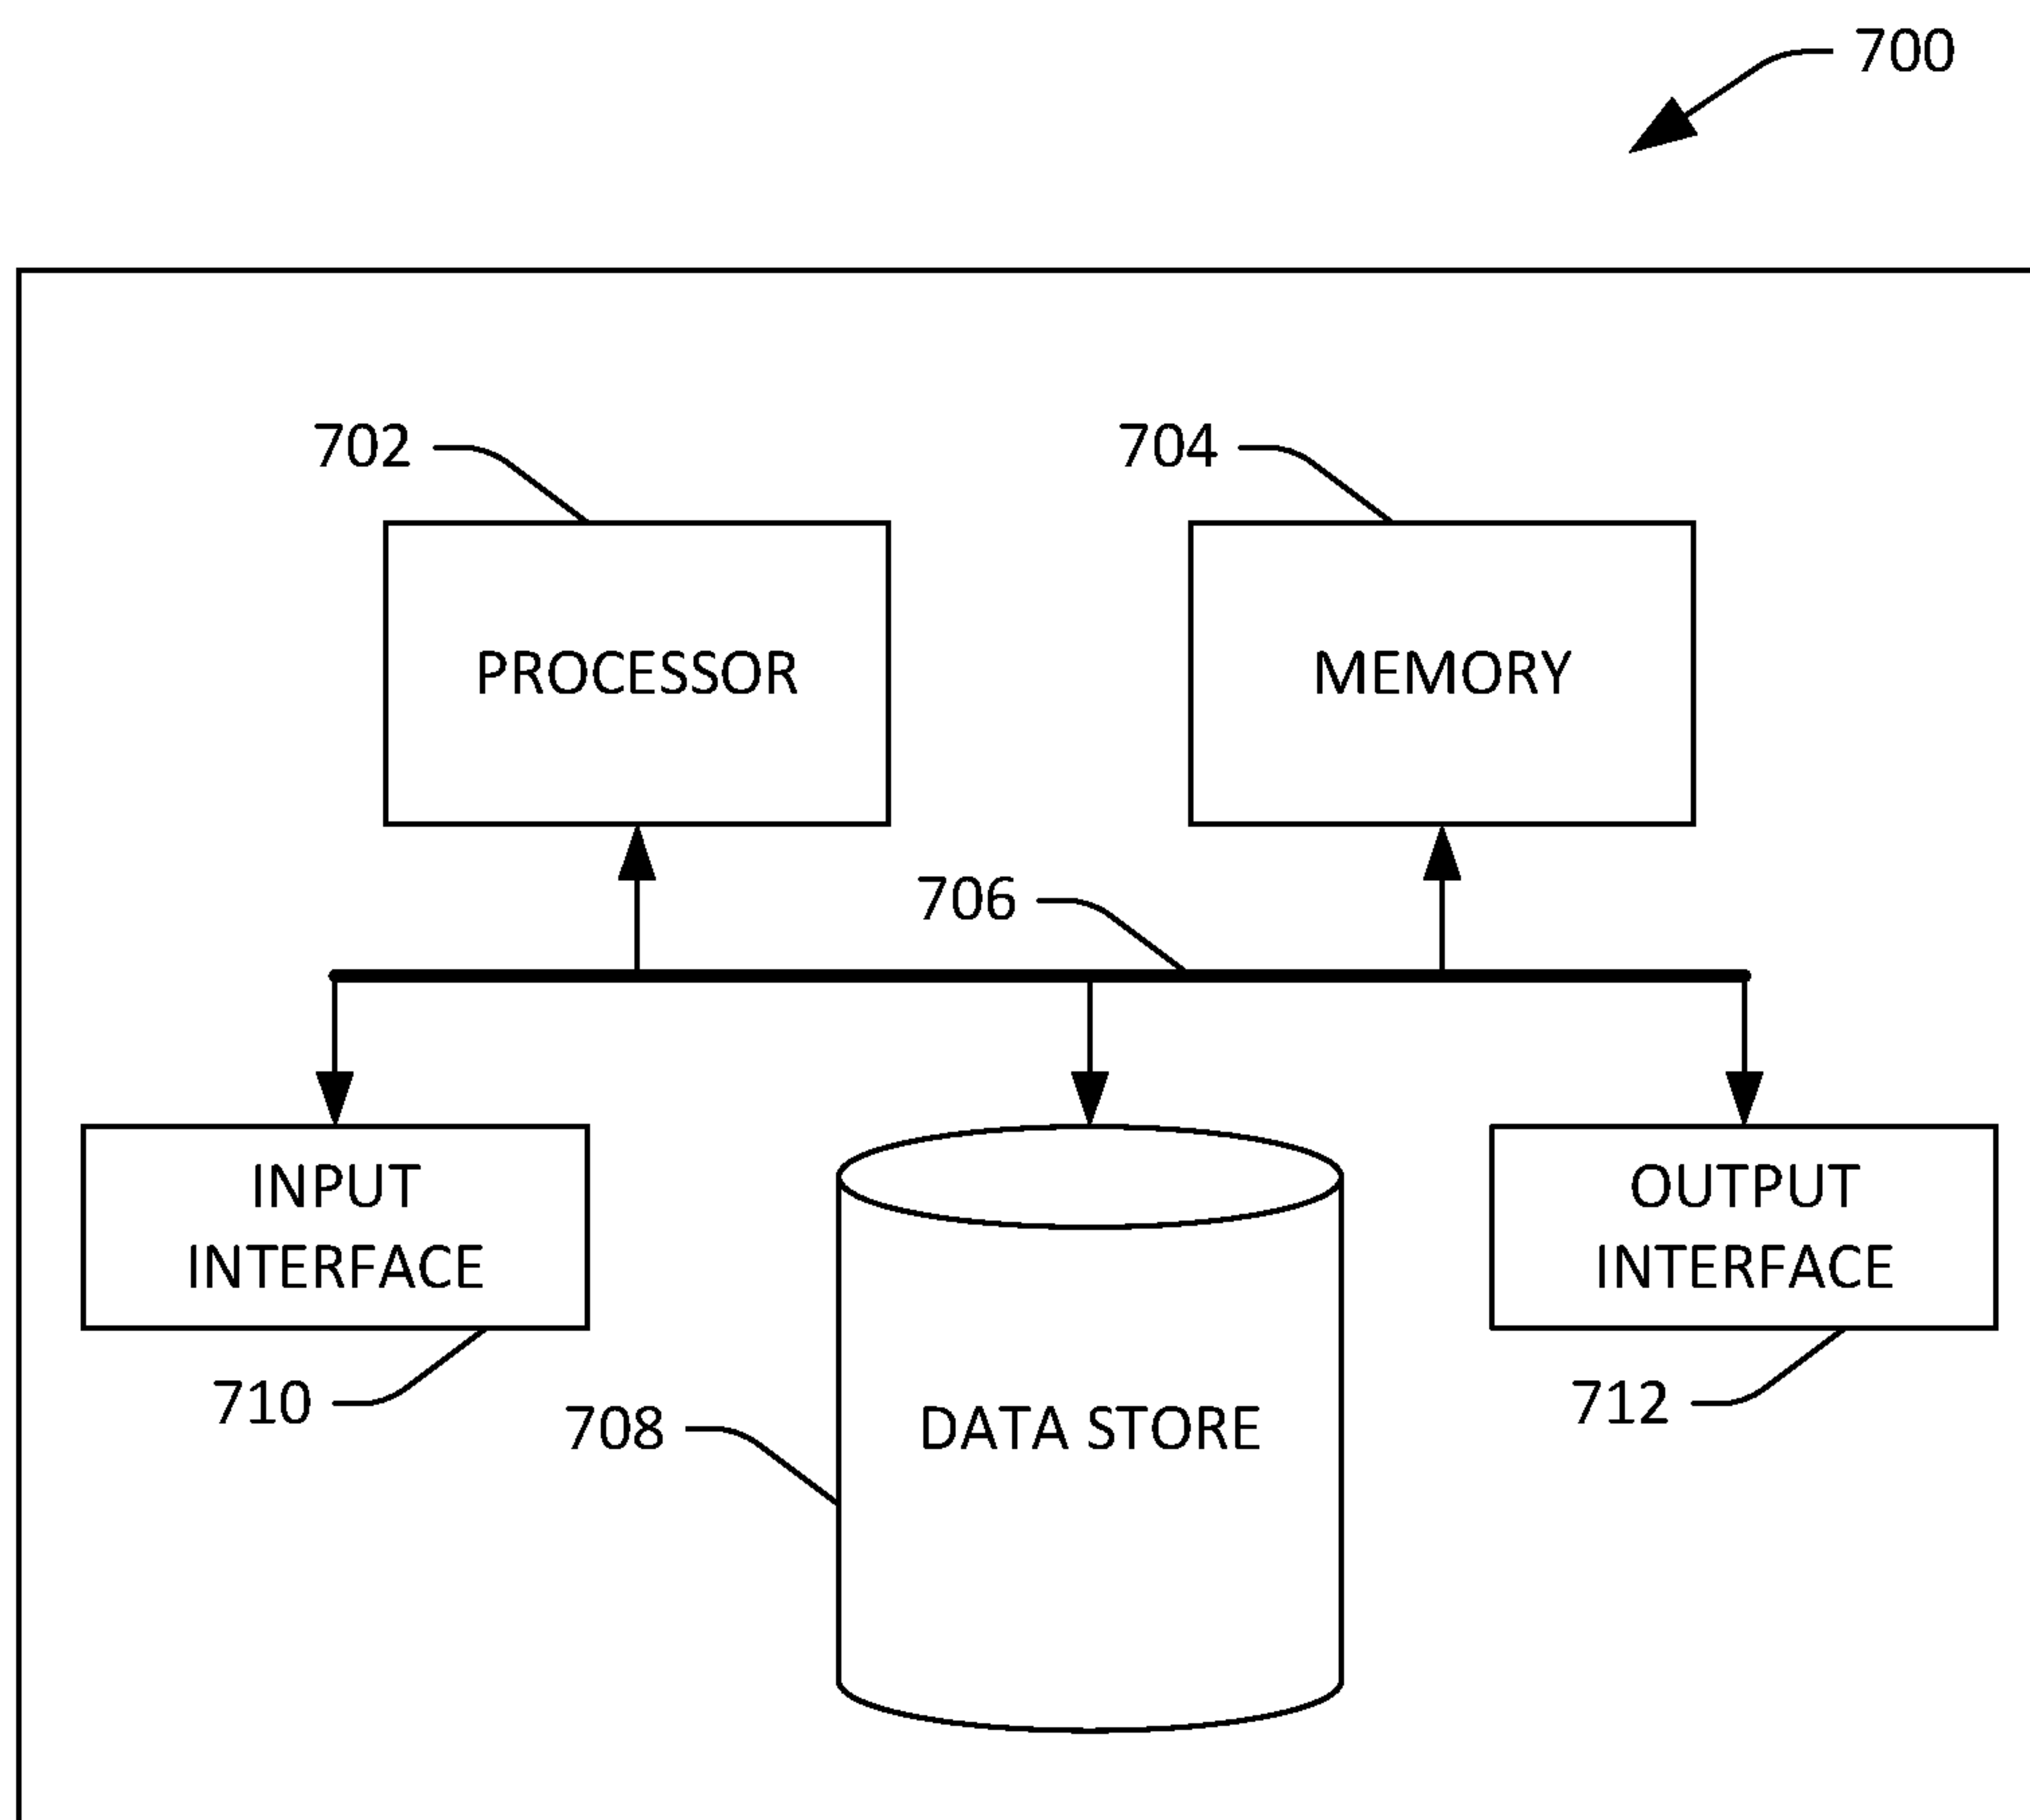 700
702
704
PROCESSOR
MEMORY
706
INPUT
INTERFACE
OUTPUT
INTERFACE
710
708
DATA STORE
712